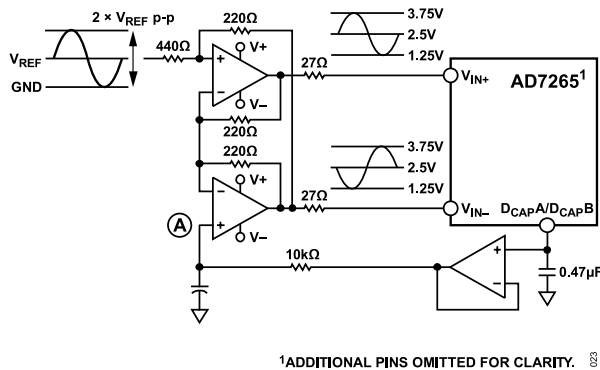 2 × VREF p-p
VREF
GND
440Ω
220Ω
V+
V–
+
–
220Ω
220Ω
V+
V–
–
+
A
27Ω
27Ω
3.75V
2.5V
1.25V
3.75V
2.5V
1.25V
VIN+
AD7265¹
VIN–
DCAPA/DCAPB
10kΩ
+
–
0.47µF
¹ADDITIONAL PINS OMITTED FOR CLARITY.
023